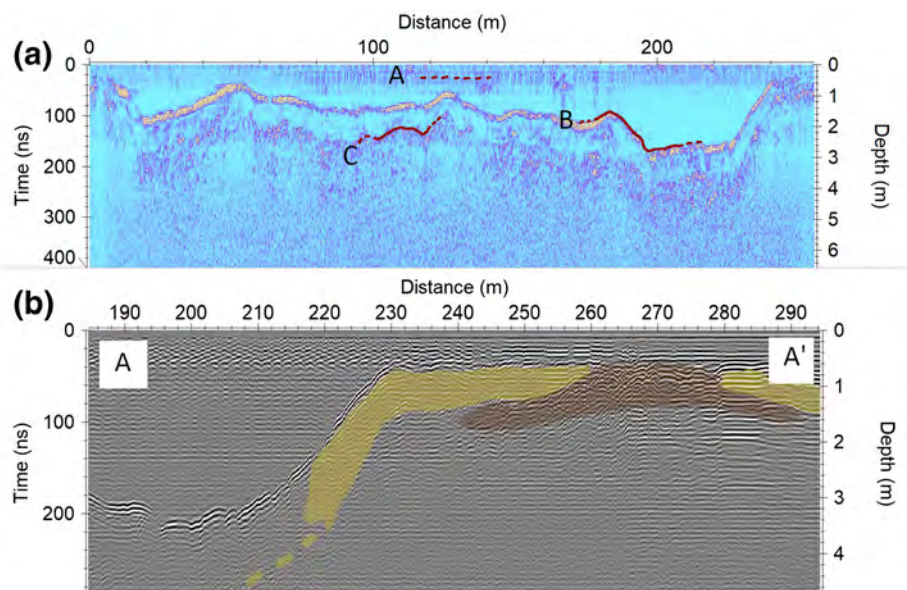 Distance (m)
(a)
0 100 200
A
B
C
0
100
200
300
400
Time (ns)
0
1
2
3
4
5
6
Depth (m)
(b)
Distance (m)
190 200 210 220 230 240 250 260 270 280 290
A A'
0
100
200
Time (ns)
0
1
2
3
4
Depth (m)